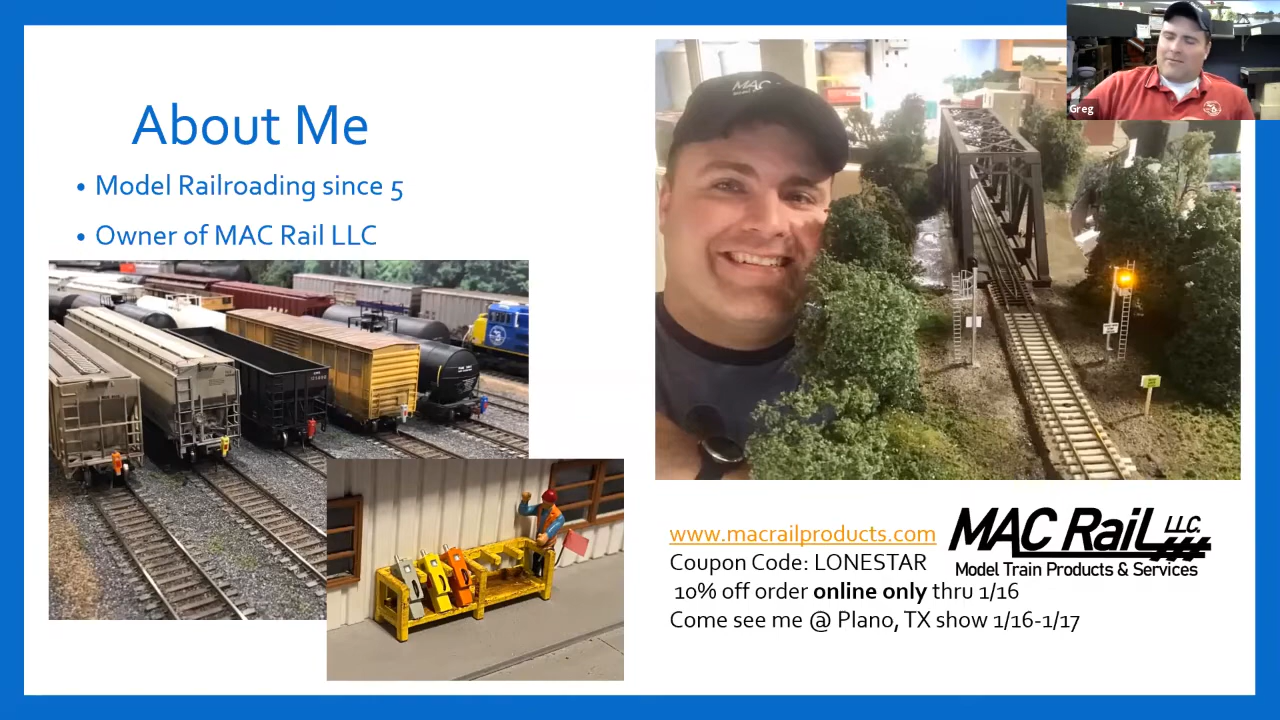 About Me
• Model Railroading since 5
• Owner of MAC Rail LLC
MAC
Greg
www.macrailproducts.com
Coupon Code: LONESTAR
10% off order online only thru 1/16
Come see me @ Plano, TX show 1/16-1/17
MAC Rail LLC.
Model Train Products & Services